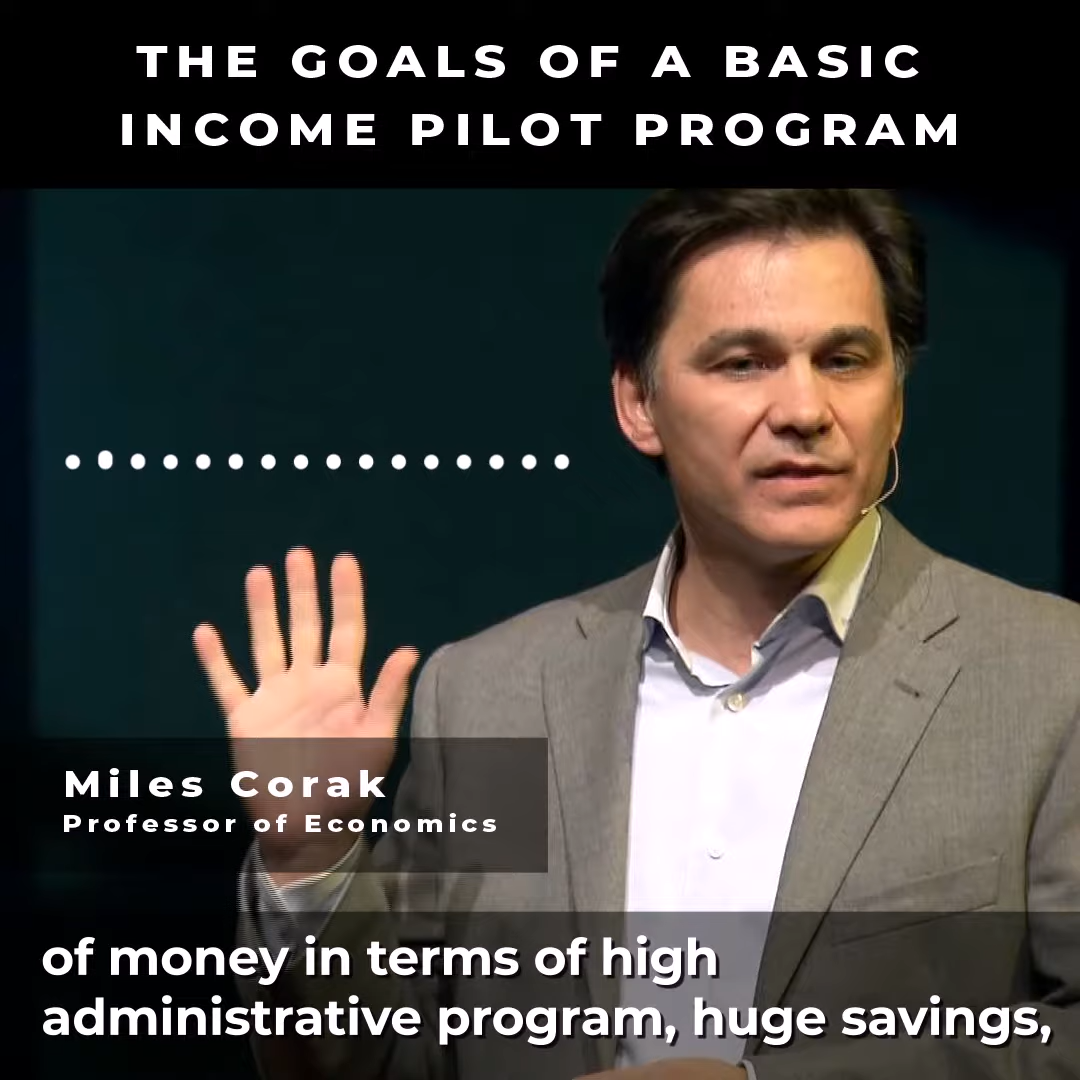 THE GOALS OF A BASIC
INCOME PILOT PROGRAM
Miles Corak
Professor of Economics
of money in terms of high
administrative program, huge savings,